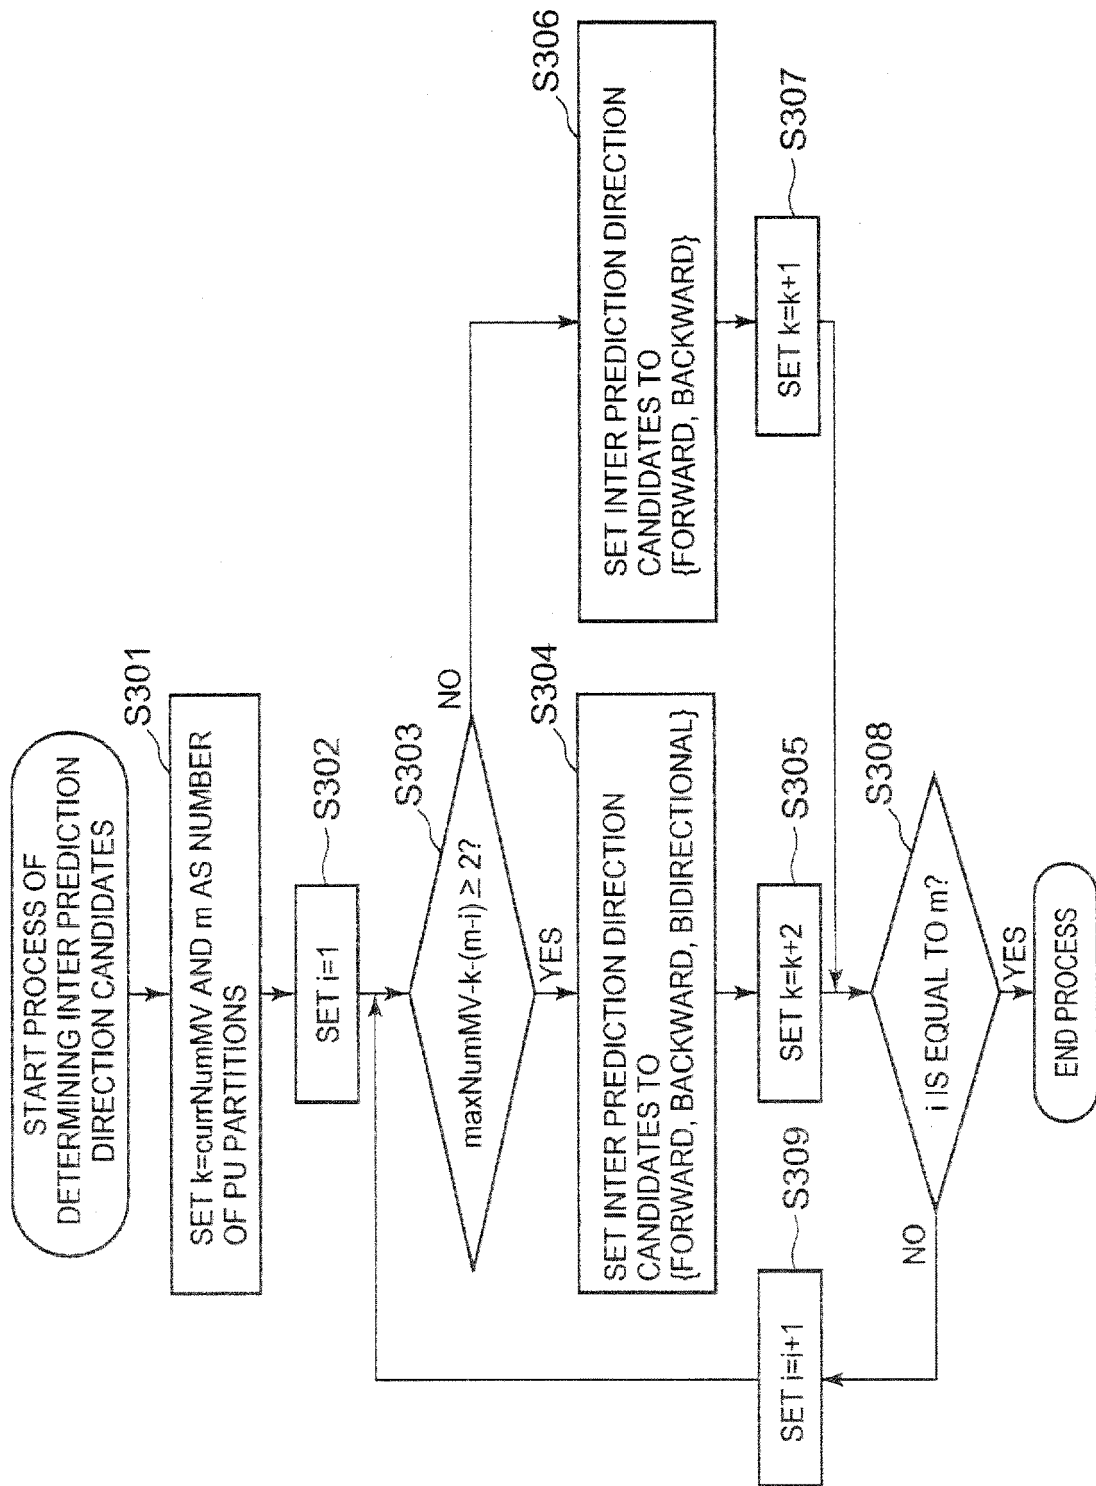 START PROCESS OF
DETERMINING INTER PREDICTION
DIRECTION CANDIDATES
S301
SET k=currNumMV AND m AS NUMBER
OF PU PARTITIONS
S302
SET i=1
S303
maxNumMV-k-(m-i) ≥ 2?
NO
YES
S304
SET INTER PREDICTION DIRECTION
CANDIDATES TO
{FORWARD, BACKWARD, BIDIRECTIONAL}
S305
SET k=k+2
S306
SET INTER PREDICTION DIRECTION
CANDIDATES TO
{FORWARD, BACKWARD}
S307
SET k=k+1
S308
i IS EQUAL TO m?
NO
YES
S309
SET i=i+1
END PROCESS